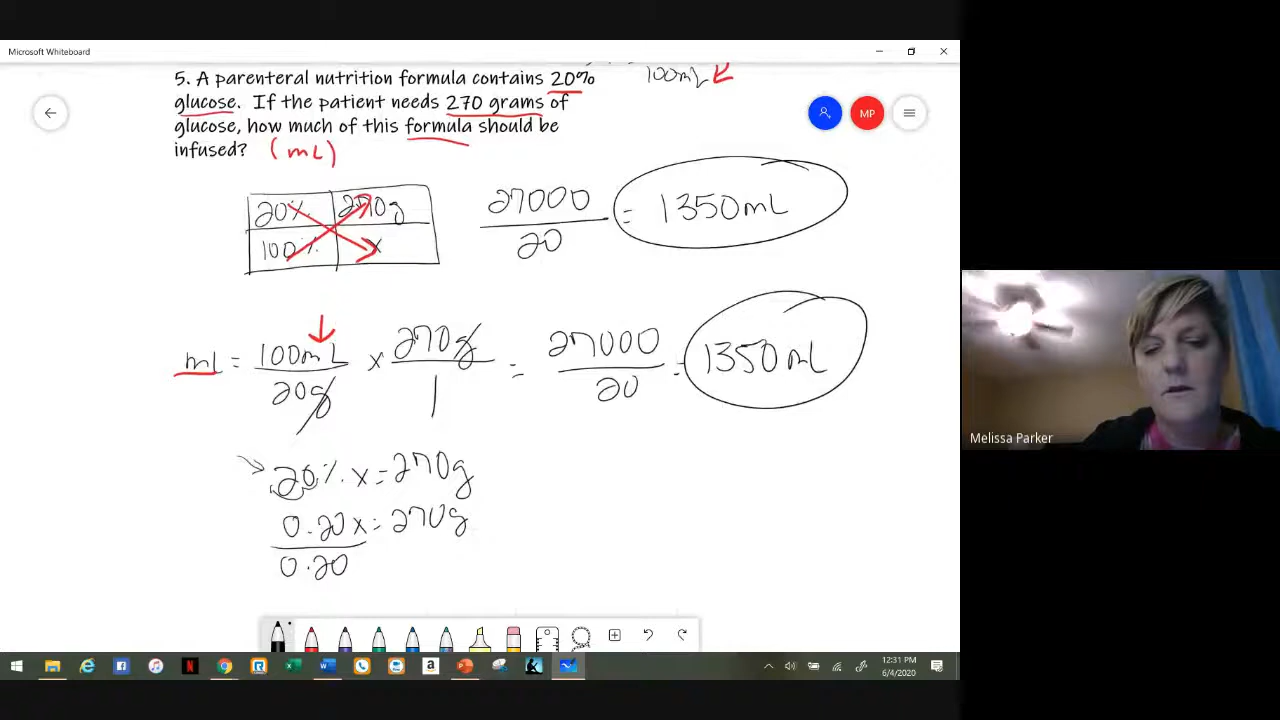 Microsoft Whiteboard
100mL
5. A parenteral nutrition formula contains 20%
glucose. If the patient needs 270 grams of
glucose, how much of this formula should be
infused? (mL)
MP
20% 270g
100% x
27000
20
= 1350mL
mL = 100mL x 270g = 27000 = 1350mL
20g 1 20
20% x = 270g
0.20x = 270g
0.20
Melissa Parker
12:31 PM
6/4/2020